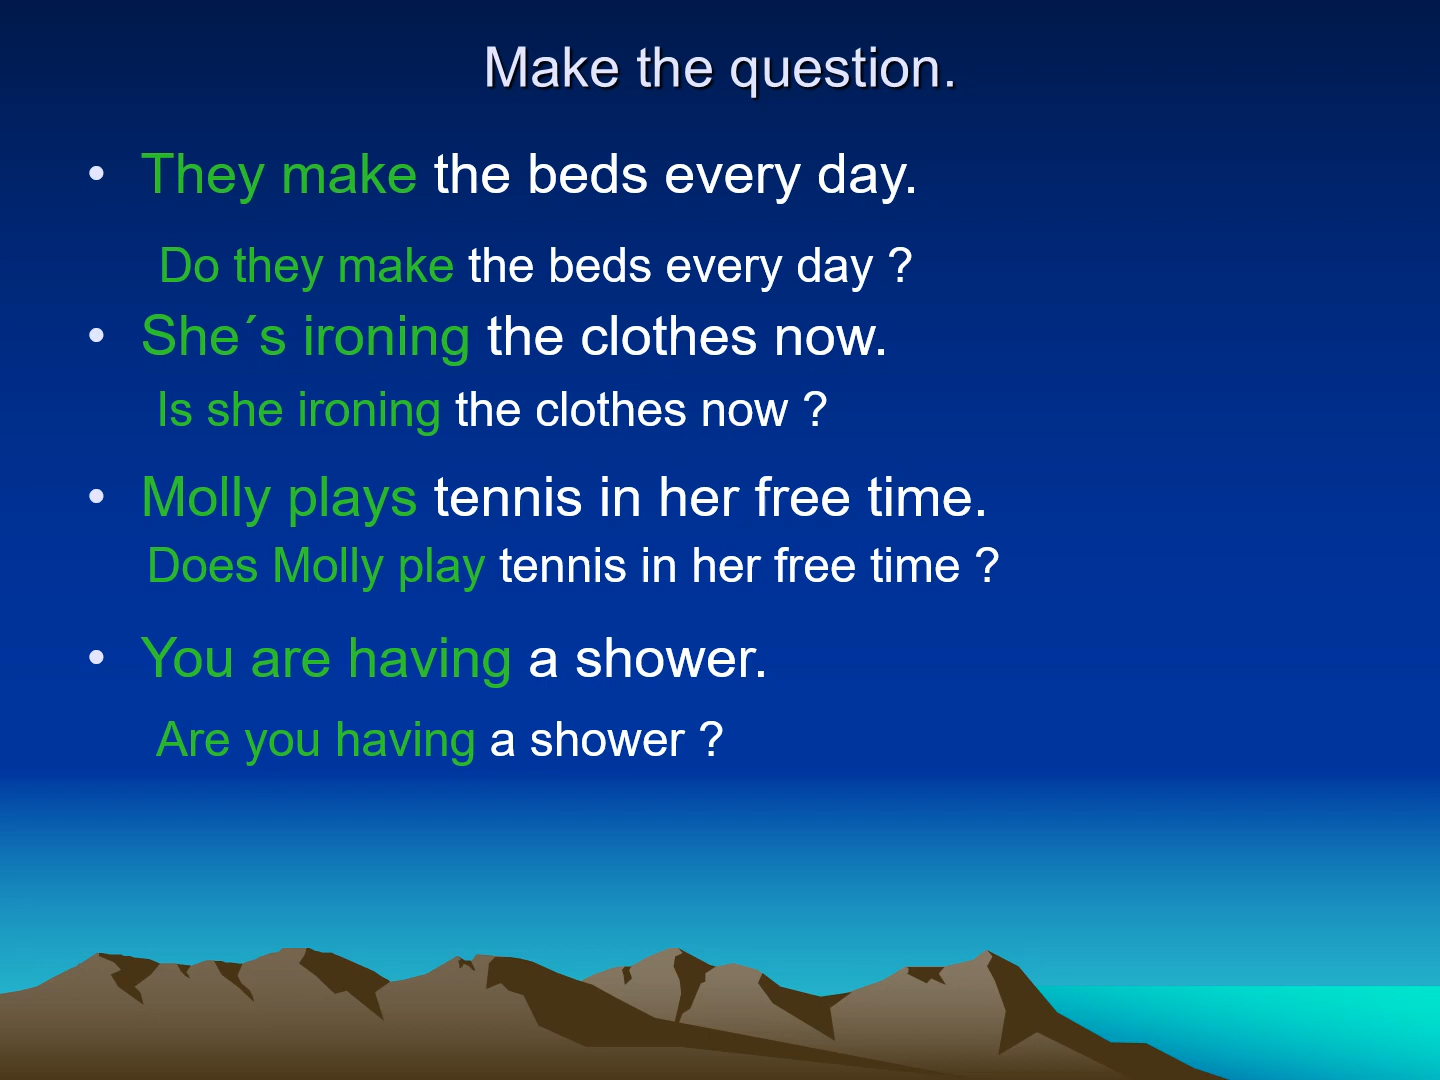 Make the question.
• They make the beds every day.
Do they make the beds every day ?
• She´s ironing the clothes now.
Is she ironing the clothes now ?
• Molly plays tennis in her free time.
Does Molly play tennis in her free time ?
• You are having a shower.
Are you having a shower ?